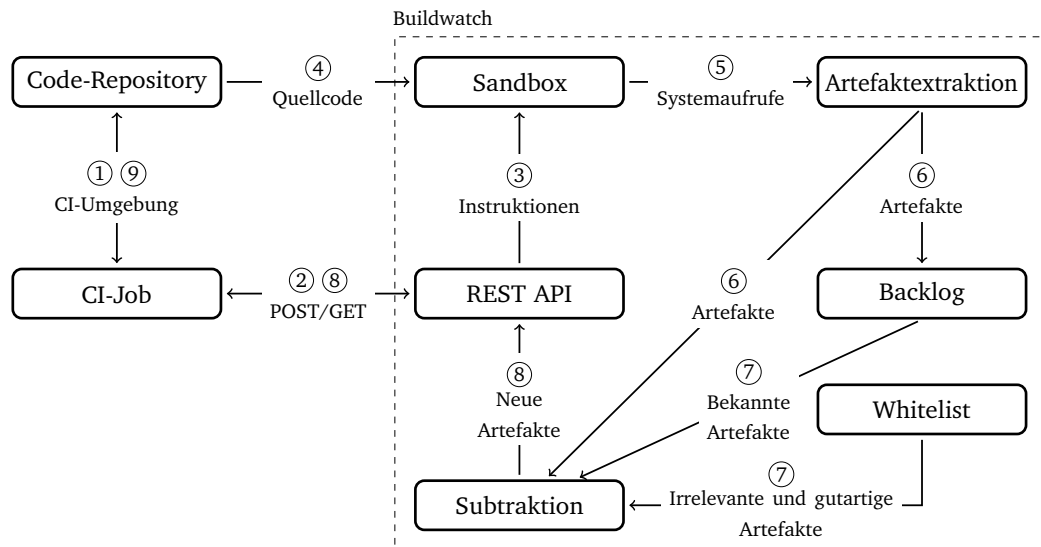 Buildwatch
Code-Repository
④
Quellcode
Sandbox
⑤
Systemaufrufe
Artefaktextraktion
① ⑨
CI-Umgebung
③
Instruktionen
⑥
Artefakte
CI-Job
② ⑧
POST/GET
REST API
⑥
Artefakte
Backlog
⑧
Neue
Artefakte
⑦
Bekannte
Artefakte
Whitelist
Subtraktion
⑦
Irrelevante und gutartige
Artefakte